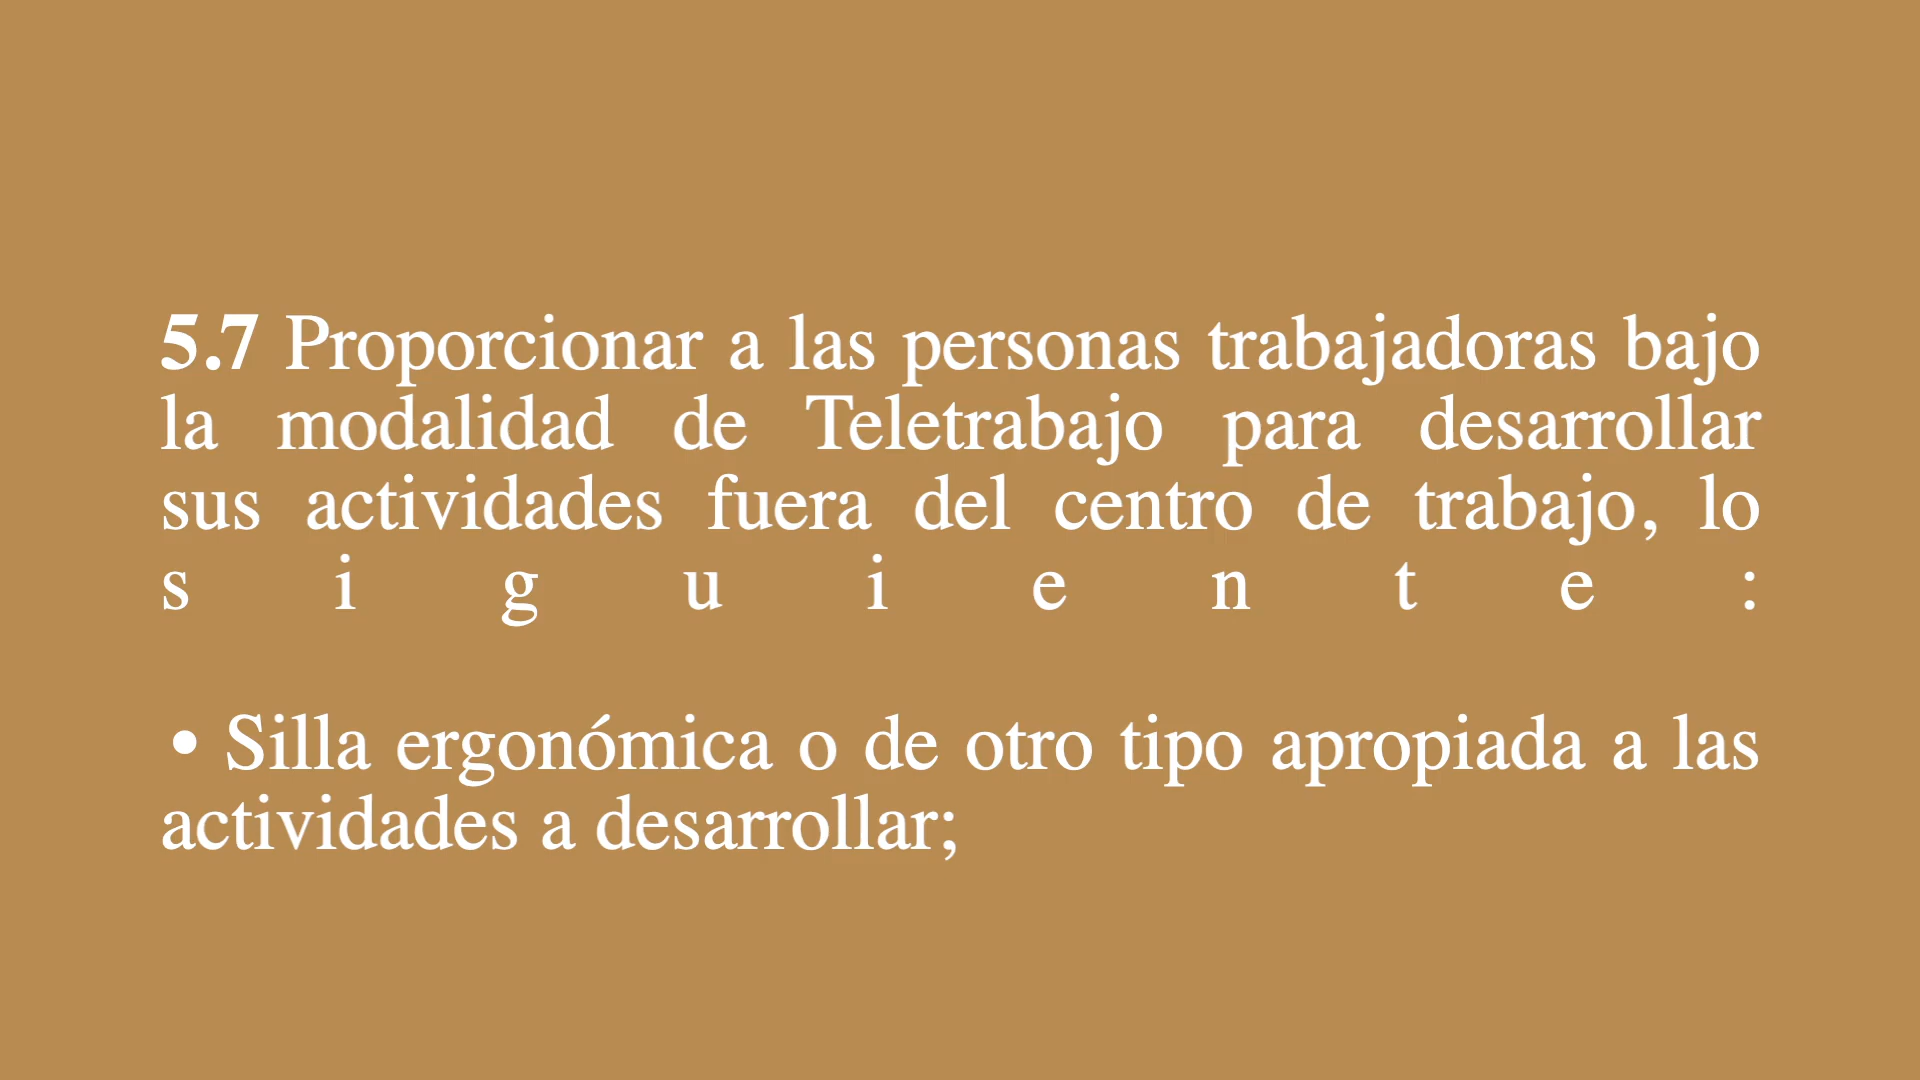 5.7 Proporcionar a las personas trabajadoras bajo
la modalidad de Teletrabajo para desarrollar
sus actividades fuera del centro de trabajo, lo
siguiente:
• Silla ergonómica o de otro tipo apropiada a las
actividades a desarrollar;